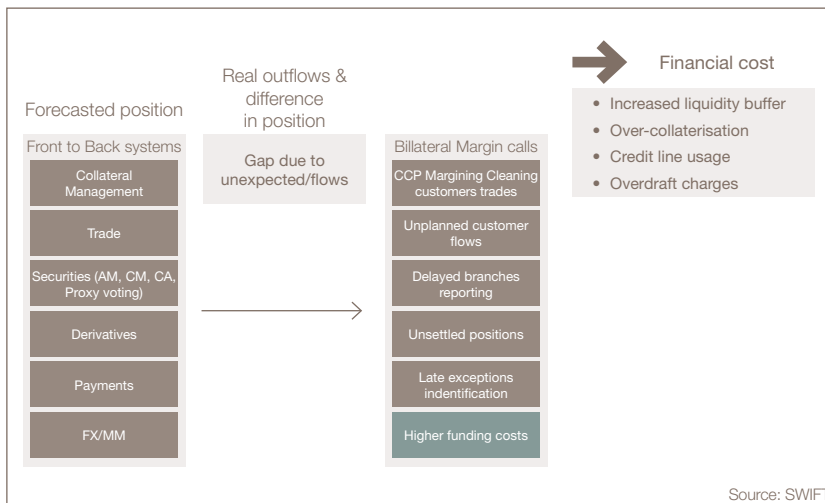 Forecasted position
Front to Back systems
Collateral
Management
Trade
Securities (AM, CM, CA,
Proxy voting)
Derivatives
Payments
FX/MM
Real outflows &
difference
in position
Gap due to
unexpected/flows
Billateral Margin calls
CCP Margining Cleaning
customers trades
Unplanned customer
flows
Delayed branches
reporting
Unsettled positions
Late exceptions
indentification
Higher funding costs
Financial cost
• Increased liquidity buffer
• Over-collaterisation
• Credit line usage
• Overdraft charges
Source: SWIFT